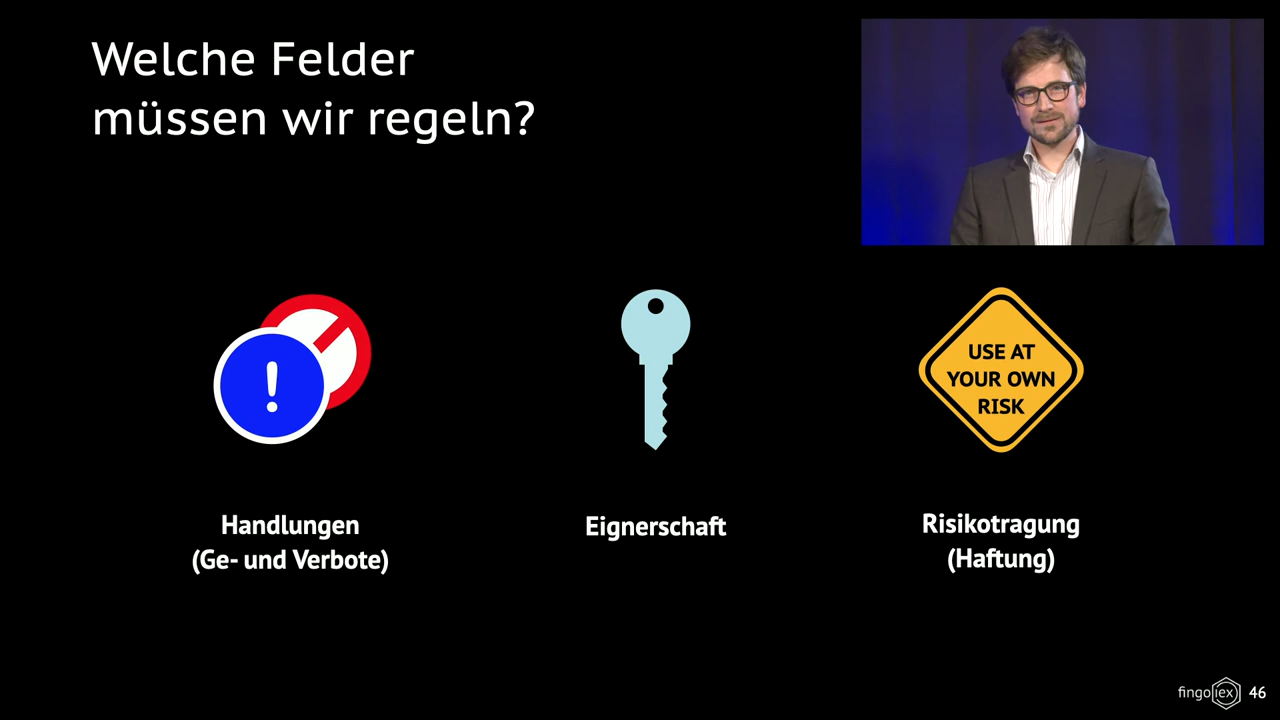 Welche Felder
müssen wir regeln?
!
USE AT
YOUR OWN
RISK
Handlungen
(Ge- und Verbote)
Eignerschaft
Risikotragung
(Haftung)
fingolex 46